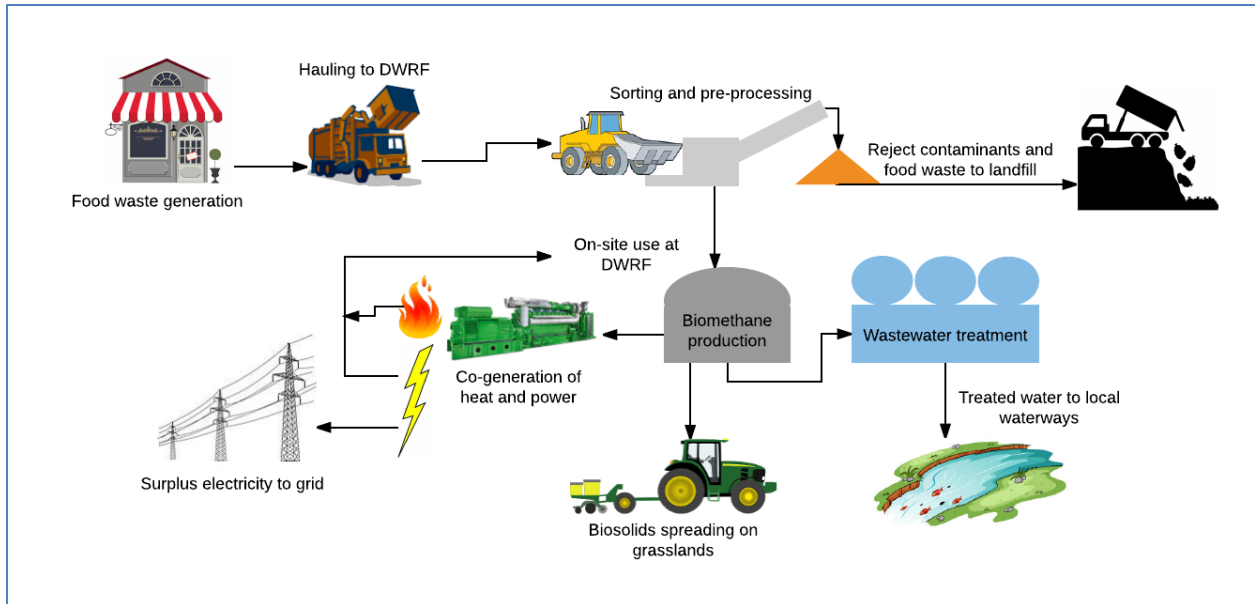 Hauling to DWRF
Food waste generation
Sorting and pre-processing
Reject contaminants and
food waste to landfill
On-site use at
DWRF
Biomethane
production
Wastewater treatment
Co-generation of
heat and power
Surplus electricity to grid
Treated water to local
waterways
Biosolids spreading on
grasslands